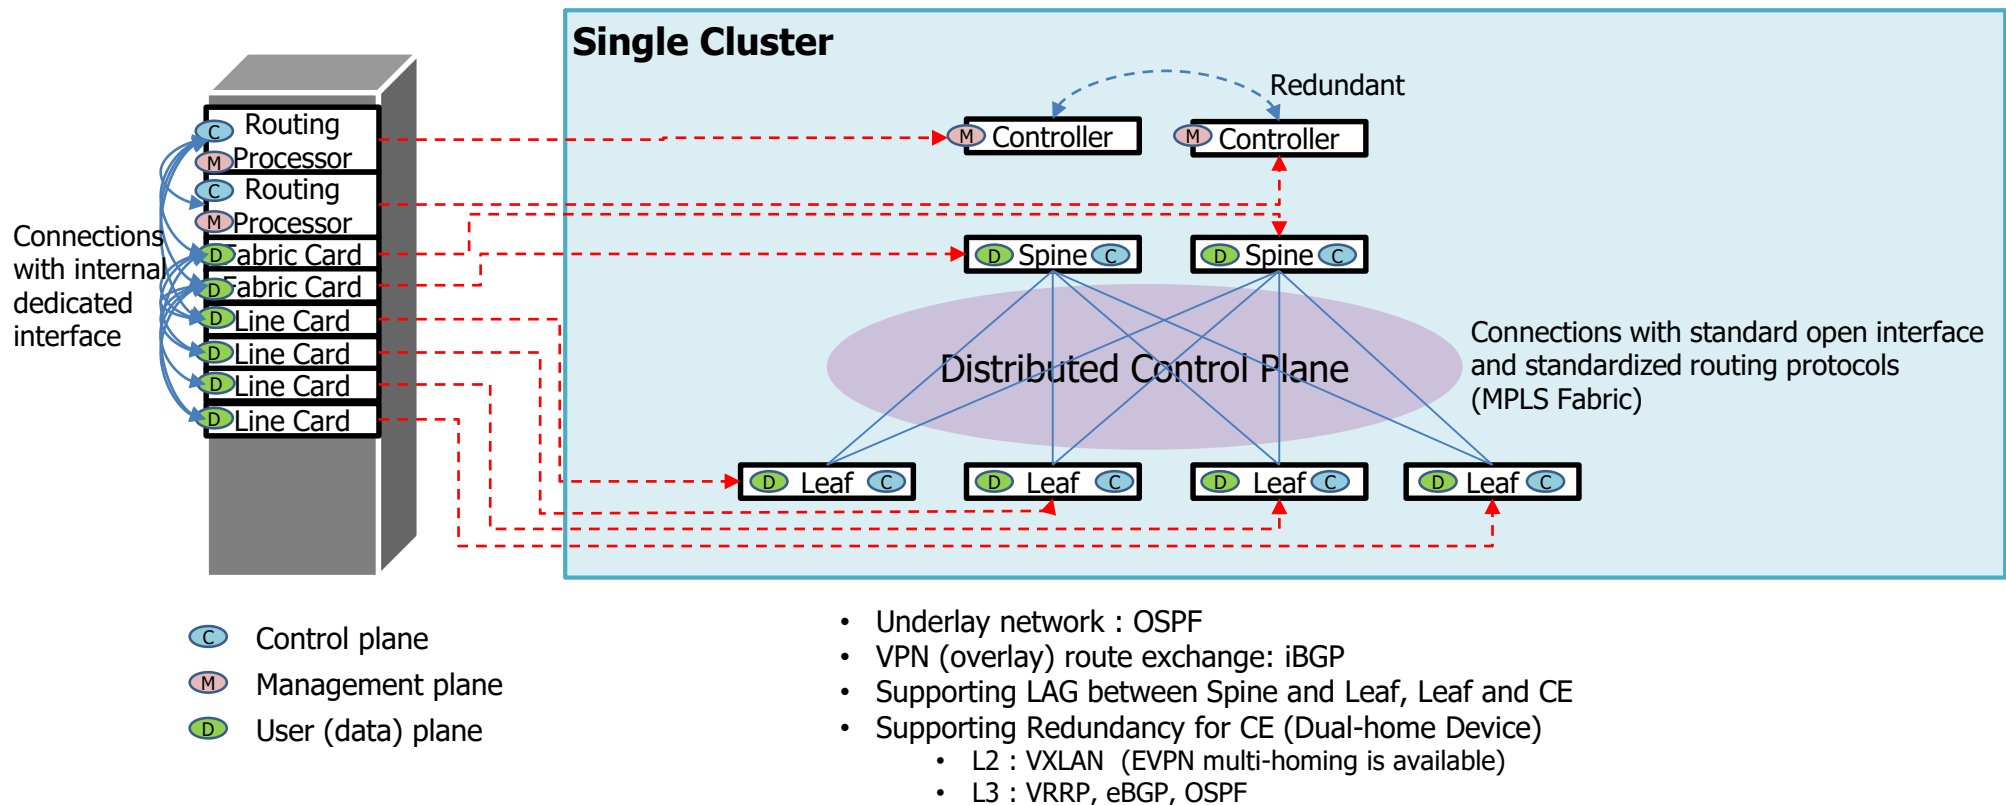 Single Cluster
Redundant
C Routing
M Processor
C Routing
M Processor
D Fabric Card
D Fabric Card
D Line Card
D Line Card
D Line Card
D Line Card
Connections
with internal
dedicated
interface
M Controller
M Controller
D Spine C
D Spine C
Distributed Control Plane
Connections with standard open interface
and standardized routing protocols
(MPLS Fabric)
D Leaf C
D Leaf C
D Leaf C
D Leaf C
C Control plane
M Management plane
D User (data) plane
• Underlay network : OSPF
• VPN (overlay) route exchange: iBGP
• Supporting LAG between Spine and Leaf, Leaf and CE
• Supporting Redundancy for CE (Dual-home Device)
• L2 : VXLAN (EVPN multi-homing is available)
• L3 : VRRP, eBGP, OSPF